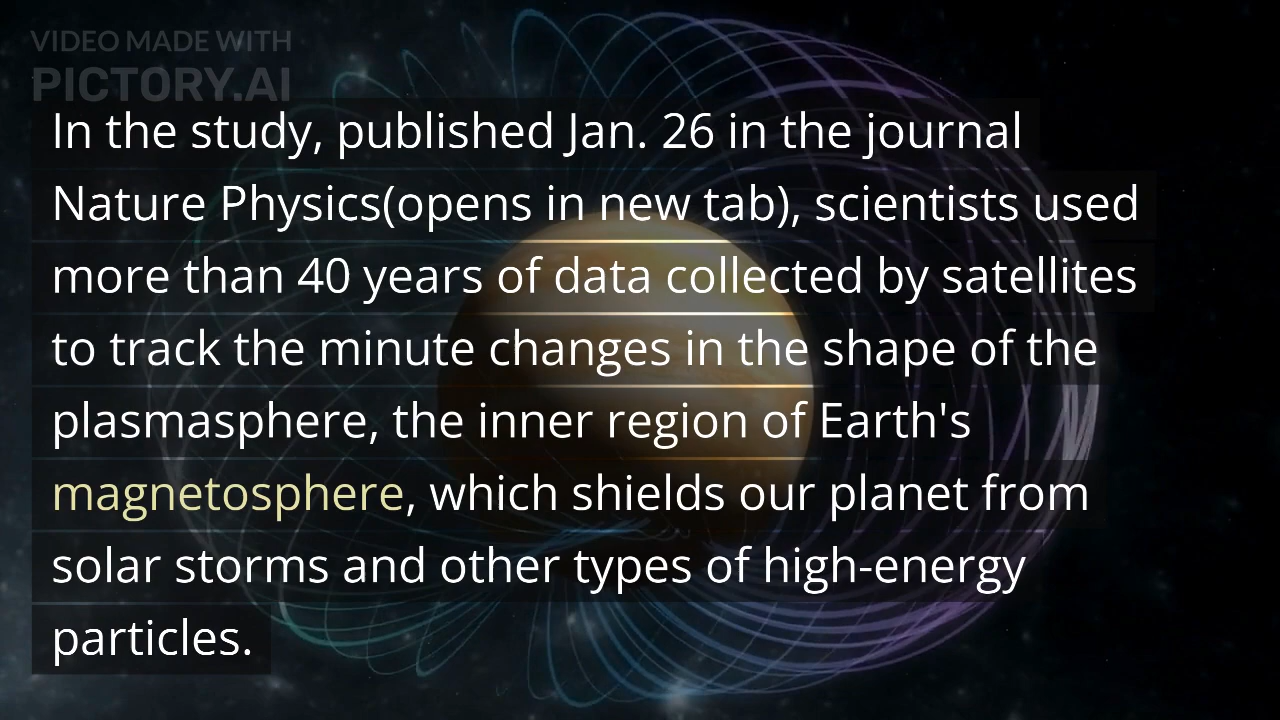 VIDEO MADE WITH
PICTORY.AI
In the study, published Jan. 26 in the journal
Nature Physics(opens in new tab), scientists used
more than 40 years of data collected by satellites
to track the minute changes in the shape of the
plasmasphere, the inner region of Earth's
magnetosphere, which shields our planet from
solar storms and other types of high-energy
particles.